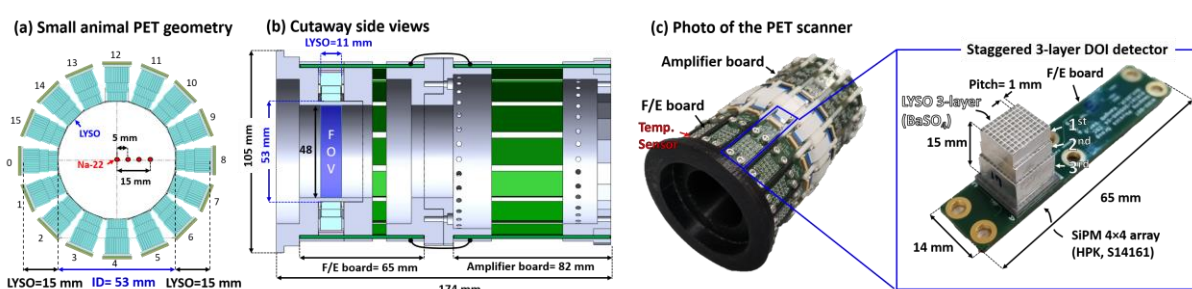 (a) Small animal PET geometry
12
13
11
14
10
15
9
LYSO
5 mm
0
Na-22
8
15 mm
1
7
2
6
3
4
5
LYSO=15 mm
ID= 53 mm
LYSO=15 mm
(b) Cutaway side views
LYSO=11 mm
105 mm
53 mm
48
FOV
F/E board= 65 mm
Amplifier board= 82 mm
174 mm
(c) Photo of the PET scanner
Amplifier board
F/E board
Temp.
Sensor
Staggered 3-layer DOI detector
F/E board
Pitch= 1 mm
LYSO 3-layer
(BaSO₄)
1st
2nd
3rd
15 mm
65 mm
14 mm
SiPM 4×4 array
(HPK, S14161)